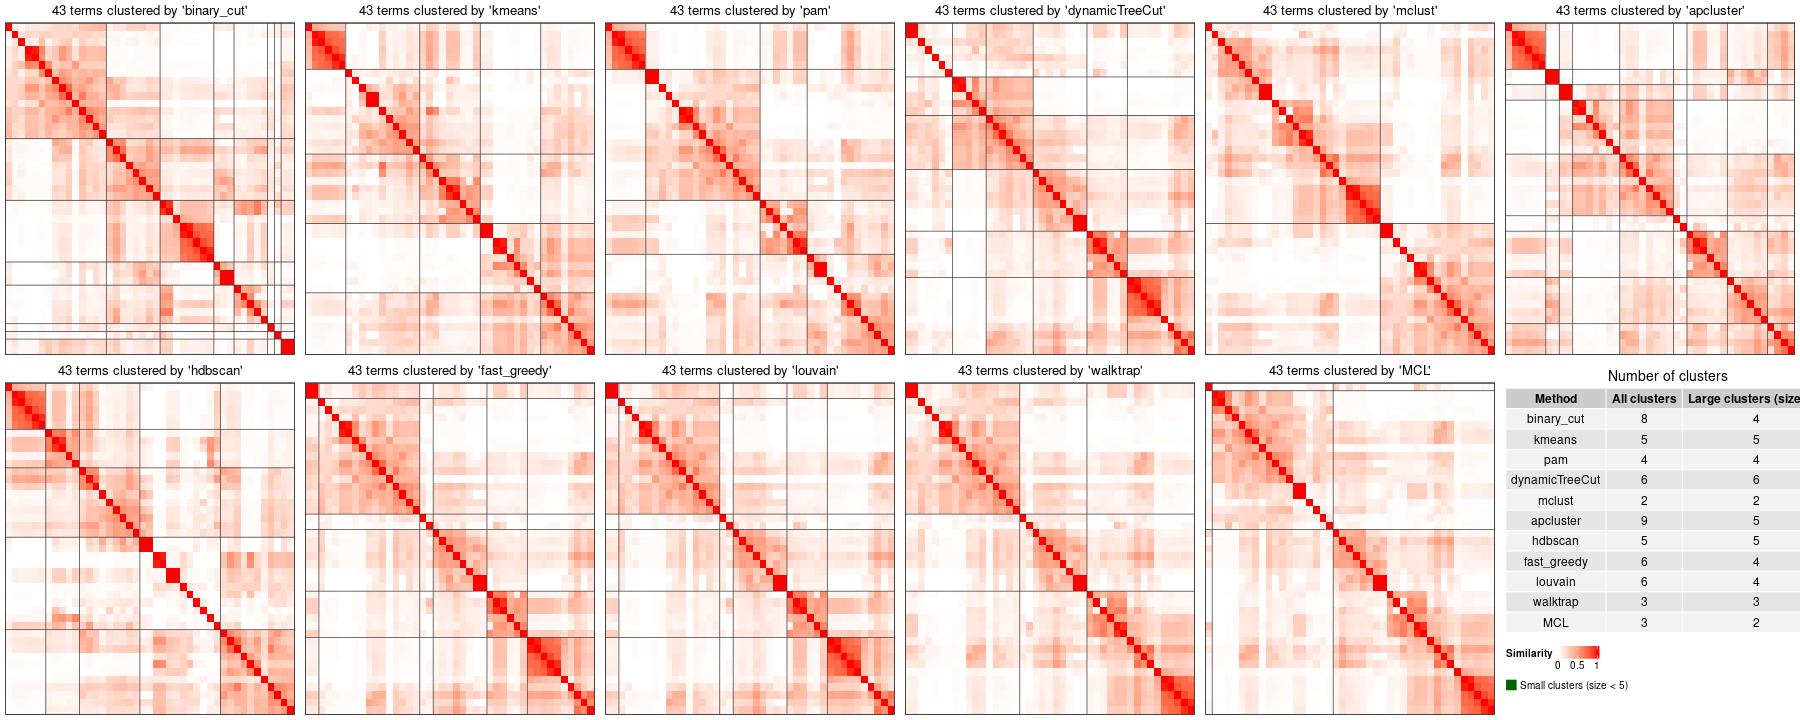 43 terms clustered by 'binary_cut'
43 terms clustered by 'kmeans'
43 terms clustered by 'pam'
43 terms clustered by 'dynamicTreeCut'
43 terms clustered by 'mclust'
43 terms clustered by 'apcluster'
43 terms clustered by 'hdbscan'
43 terms clustered by 'fast_greedy'
43 terms clustered by 'louvain'
43 terms clustered by 'walktrap'
43 terms clustered by 'MCL'
Number of clusters
Method All clusters Large clusters (size
binary_cut 8 4
kmeans 5 5
pam 4 4
dynamicTreeCut 6 6
mclust 2 2
apcluster 9 5
hdbscan 5 5
fast_greedy 6 4
louvain 6 4
walktrap 3 3
MCL 3 2
Similarity
0 0.5 1
Small clusters (size < 5)